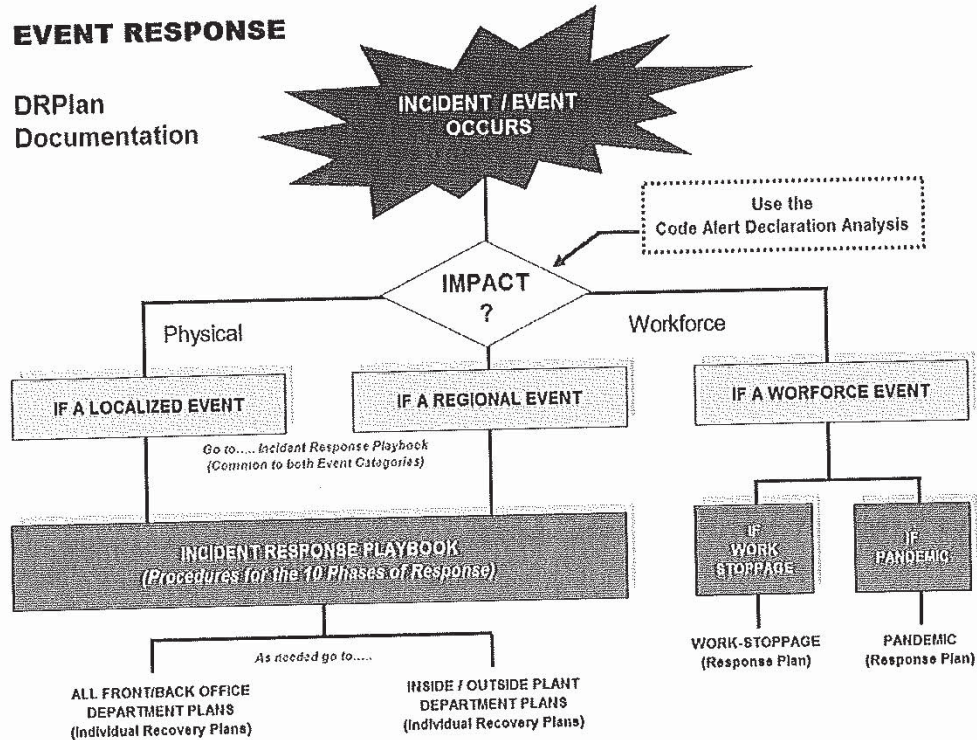 EVENT RESPONSE
DRPlan
Documentation
INCIDENT / EVENT
OCCURS
Use the
Code Alert Declaration Analysis
IMPACT
?
Physical
Workforce
IF A LOCALIZED EVENT
IF A REGIONAL EVENT
IF A WORFORCE EVENT
Go to..... Incident Response Playbook
(Common to both Event Categories)
INCIDENT RESPONSE PLAYBOOK
(Procedures for the 10 Phases of Response)
IF
WORK
STOPPAGE
IF
PANDEMIC
WORK-STOPPAGE
(Response Plan)
PANDEMIC
(Response Plan)
As needed go to.....
ALL FRONT/BACK OFFICE
DEPARTMENT PLANS
(Individual Recovery Plans)
INSIDE / OUTSIDE PLANT
DEPARTMENT PLANS
(Individual Recovery Plans)